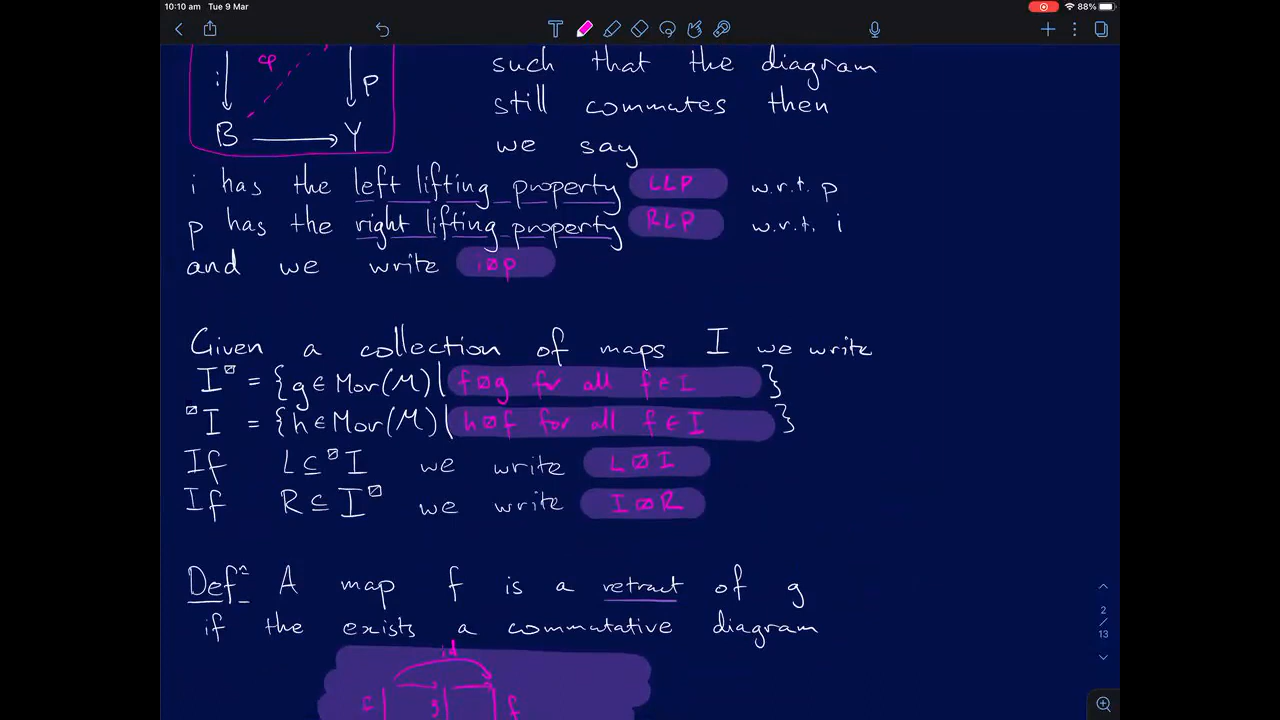 10:10 am Tue 9 Mar
88%
T
φ
such that the diagram
i
p
still commutes then
B Y
we say
i has the left lifting property LLP w.r.t. p
p has the right lifting property RLP w.r.t. i
and we write i⧄p
Given a collection of maps I we write
I^⧄ = {g ∈ Mor(M) | f⧄g for all f ∈ I}
^⧄I = {h ∈ Mor(M) | h⧄f for all f ∈ I}
If L ⊆ ^⧄I we write L⧄I
If R ⊆ I^⧄ we write I⧄R
Def^n A map f is a retract of g
if the exists a commutative diagram
id
g f
2
/
13